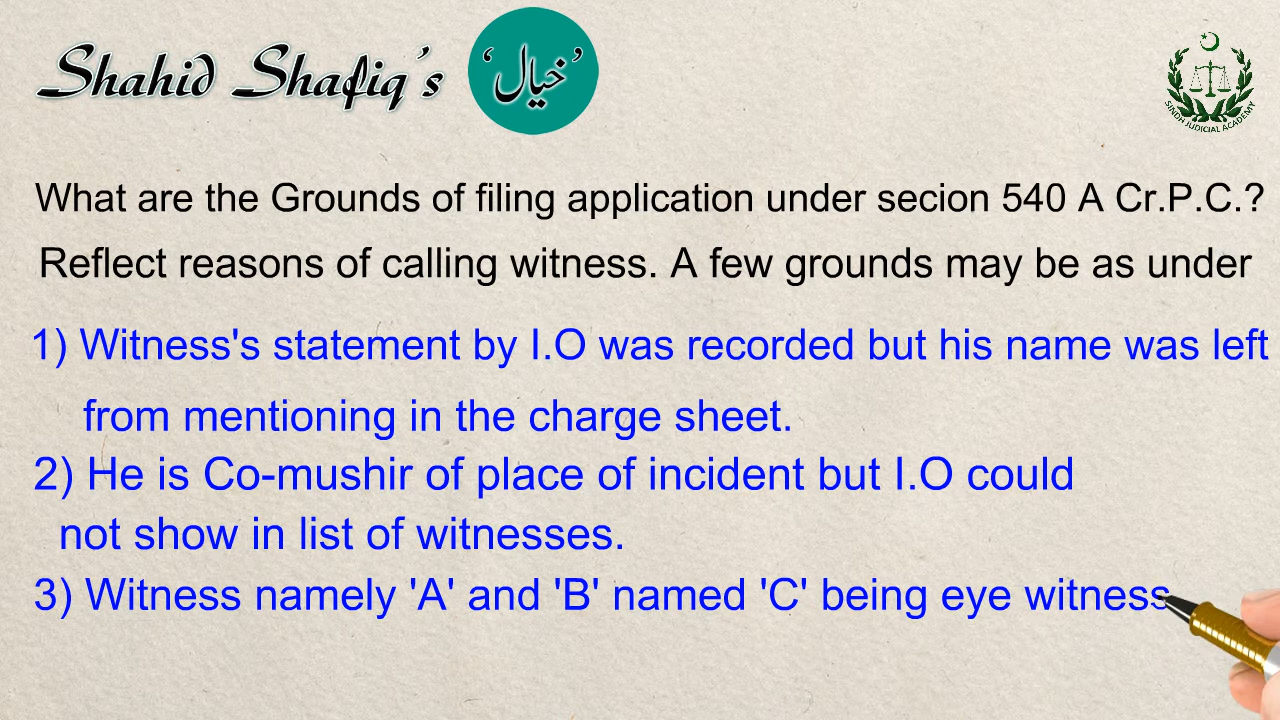 Shahid Shafiq's
‘خیال’
SINDH JUDICIAL ACADEMY
What are the Grounds of filing application under secion 540 A Cr.P.C.?
Reflect reasons of calling witness. A few grounds may be as under
1) Witness's statement by I.O was recorded but his name was left
from mentioning in the charge sheet.
2) He is Co-mushir of place of incident but I.O could
not show in list of witnesses.
3) Witness namely 'A' and 'B' named 'C' being eye witness